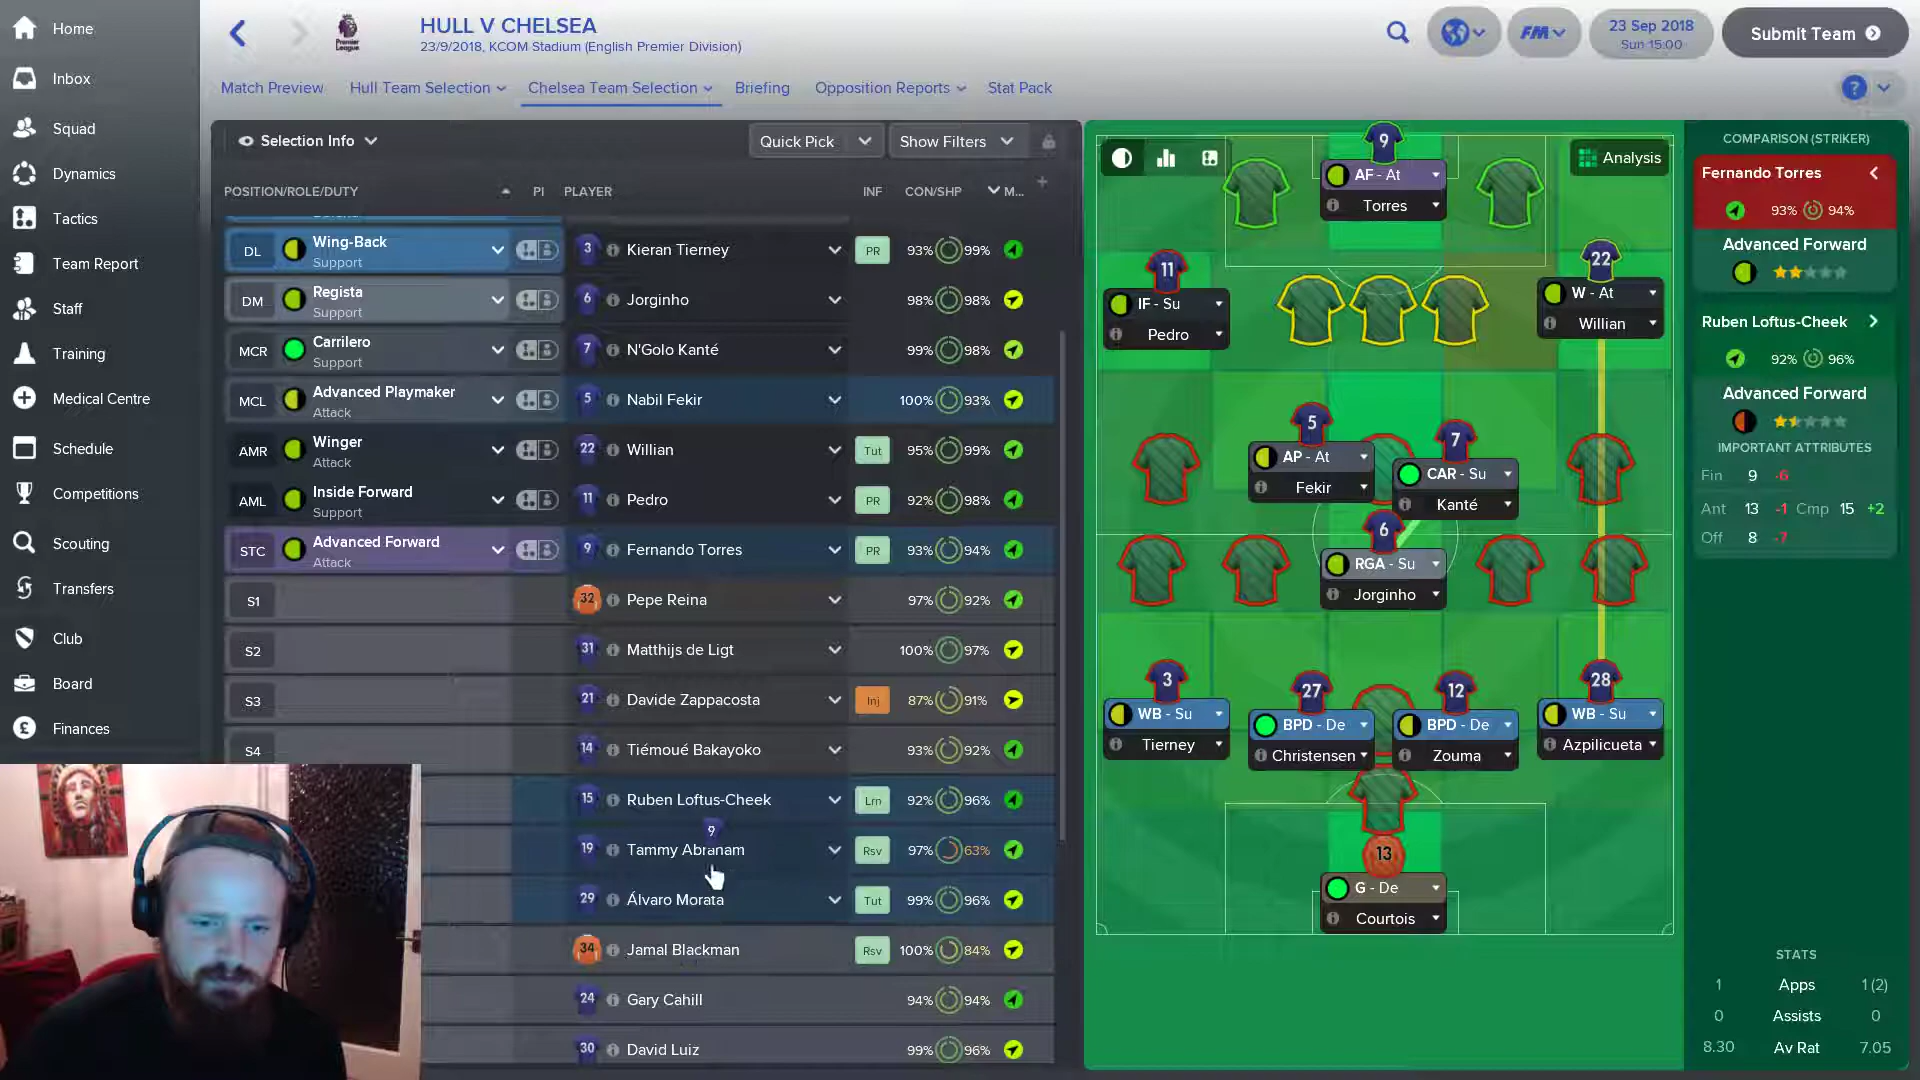 Home
Inbox
Squad
Dynamics
Tactics
Team Report
Staff
Training
Medical Centre
Schedule
Competitions
Scouting
Transfers
Club
Board
Finances
Premier League
HULL V CHELSEA
23/9/2018, KCOM Stadium (English Premier Division)
FM
23 Sep 2018
Sun 15:00
Submit Team
Match Preview
Hull Team Selection
Chelsea Team Selection
Briefing
Opposition Reports
Stat Pack
?
Selection Info
Quick Pick
Show Filters
POSITION/ROLE/DUTY PI PLAYER INF CON/SHP M... +
DL Wing-Back Support 3 Kieran Tierney PR 93% 99%
DM Regista Support 6 Jorginho 98% 98%
MCR Carrilero Support 7 N'Golo Kanté 99% 98%
MCL Advanced Playmaker Attack 5 Nabil Fekir 100% 93%
AMR Winger Attack 22 Willian Tut 95% 99%
AML Inside Forward Support 11 Pedro PR 92% 98%
STC Advanced Forward Attack 9 Fernando Torres PR 93% 94%
S1 32 Pepe Reina 97% 92%
S2 31 Matthijs de Ligt 100% 97%
S3 21 Davide Zappacosta Inj 87% 91%
S4 14 Tiémoué Bakayoko 93% 92%
15 Ruben Loftus-Cheek Lrn 92% 96%
9
19 Tammy Abraham Rsv 97% 63%
29 Álvaro Morata Tut 99% 96%
34 Jamal Blackman Rsv 100% 84%
24 Gary Cahill 94% 94%
30 David Luiz 99% 96%
Analysis
9
AF - At
Torres
11
IF - Su
Pedro
22
W - At
Willian
5
AP - At
Fekir
7
CAR - Su
Kanté
6
RGA - Su
Jorginho
3
WB - Su
Tierney
27
BPD - De
Christensen
12
BPD - De
Zouma
28
WB - Su
Azpilicueta
13
G - De
Courtois
COMPARISON (STRIKER)
Fernando Torres
93% 94%
Advanced Forward
Ruben Loftus-Cheek
92% 96%
Advanced Forward
IMPORTANT ATTRIBUTES
Fin 9 -6
Ant 13 -1 Cmp 15 +2
Off 8 -7
STATS
1 Apps 1 (2)
0 Assists 0
8.30 Av Rat 7.05